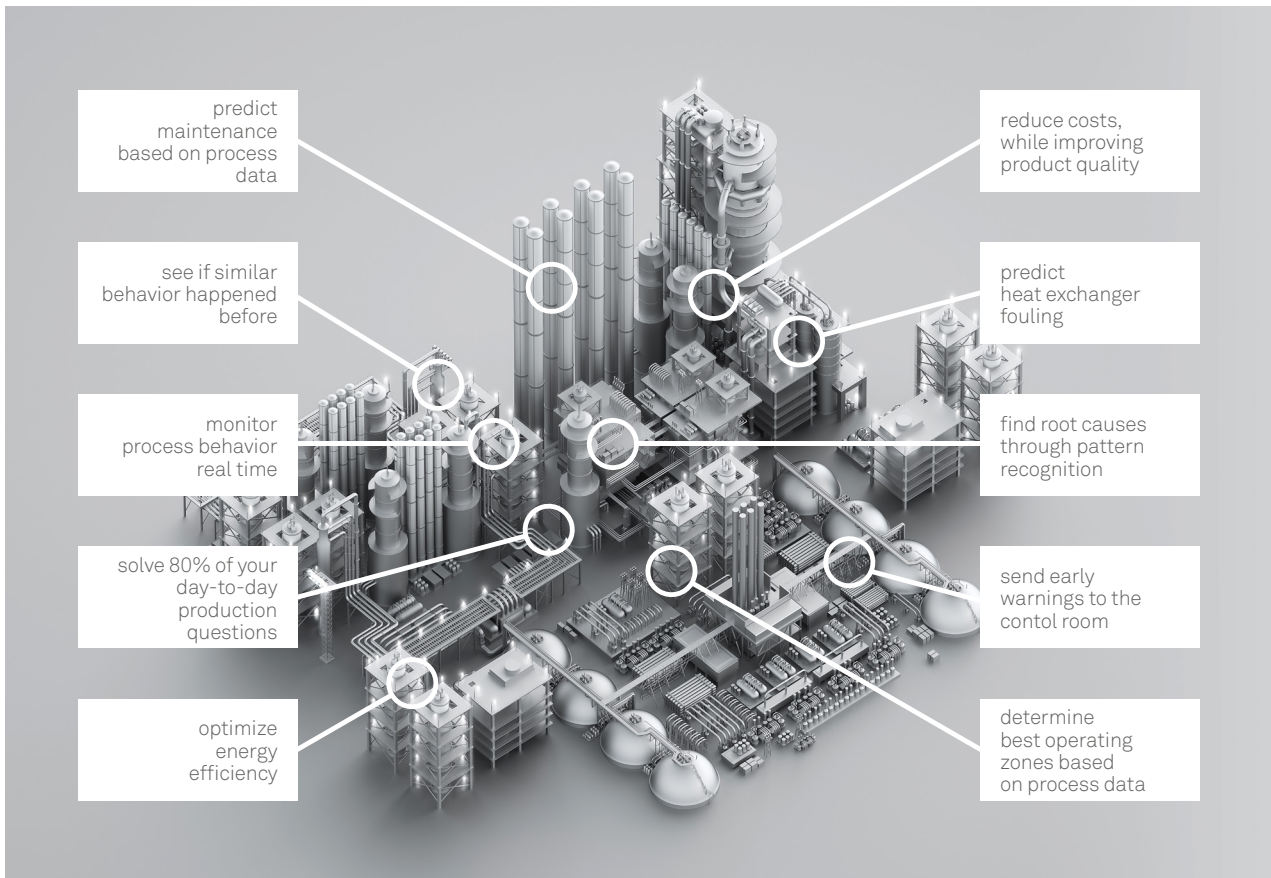 predict
maintenance
based on process
data
see if similar
behavior happened
before
monitor
process behavior
real time
solve 80% of your
day-to-day
production
questions
optimize
energy
efficiency
reduce costs,
while improving
product quality
predict
heat exchanger
fouling
find root causes
through pattern
recognition
send early
warnings to the
contol room
determine
best operating
zones based
on process data